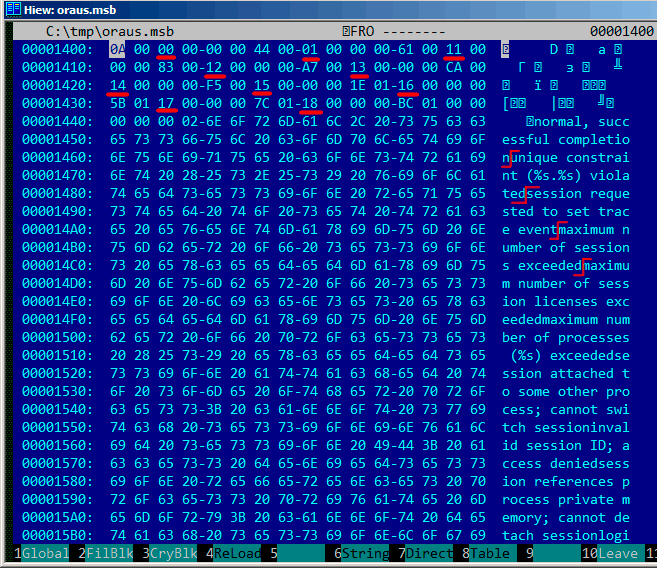 Hiew: oraus.msb
C:\tmp\oraus.msb FRO -------- 00001400
00001400: 0A 00 00 00-00 00 44 00-01 00 00 00-61 00 11 00 D a
00001410: 00 00 83 00-12 00 00 00-A7 00 13 00-00 00 CA 00 Г з ╩
00001420: 14 00 00 00-F5 00 15 00-00 00 1E 01-16 00 00 00 ї
00001430: 5B 01 17 00-00 00 7C 01-18 00 00 00-BC 01 00 00 [ | ╝
00001440: 00 00 00 02-6E 6F 72 6D-61 6C 2C 20-73 75 63 63 normal, succ
00001450: 65 73 73 66-75 6C 20 63-6F 6D 70 6C-65 74 69 6F essful completio
00001460: 6E 75 6E 69-71 75 65 20-63 6F 6E 73-74 72 61 69 nunique constrai
00001470: 6E 74 20 28-25 73 2E 25-73 29 20 76-69 6F 6C 61 nt (%s.%s) viola
00001480: 74 65 64 73-65 73 73 69-6F 6E 20 72-65 71 75 65 tedsession reque
00001490: 73 74 65 64-20 74 6F 20-73 65 74 20-74 72 61 63 sted to set trac
000014A0: 65 20 65 76-65 6E 74 6D-61 78 69 6D-75 6D 20 6E e eventmaximum n
000014B0: 75 6D 62 65-72 20 6F 66-20 73 65 73-73 69 6F 6E umber of session
000014C0: 73 20 65 78-63 65 65 64-65 64 6D 61-78 69 6D 75 s exceededmaximu
000014D0: 6D 20 6E 75-6D 62 65 72-20 6F 66 20-73 65 73 73 m number of sess
000014E0: 69 6F 6E 20-6C 69 63 65-6E 73 65 73-20 65 78 63 ion licenses exc
000014F0: 65 65 64 65-64 6D 61 78-69 6D 75 6D-20 6E 75 6D eededmaximum num
00001500: 62 65 72 20-6F 66 20 70-72 6F 63 65-73 73 65 73 ber of processes
00001510: 20 28 25 73-29 20 65 78-63 65 65 64-65 64 73 65 (%s) exceededse
00001520: 73 73 69 6F-6E 20 61 74-74 61 63 68-65 64 20 74 ssion attached t
00001530: 6F 20 73 6F-6D 65 20 6F-74 68 65 72-20 70 72 6F o some other pro
00001540: 63 65 73 73-3B 20 63 61-6E 6E 6F 74-20 73 77 69 cess; cannot swi
00001550: 74 63 68 20-73 65 73 73-69 6F 6E 69-6E 76 61 6C tch sessioninval
00001560: 69 64 20 73-65 73 73 69-6F 6E 20 49-44 3B 20 61 id session ID; a
00001570: 63 63 65 73-73 20 64 65-6E 69 65 64-73 65 73 73 ccess deniedsess
00001580: 69 6F 6E 20-72 65 66 65-72 65 6E 63-65 73 20 70 ion references p
00001590: 72 6F 63 65-73 73 20 70-72 69 76 61-74 65 20 6D rocess private m
000015A0: 65 6D 6F 72-79 3B 20 63-61 6E 6E 6F-74 20 64 65 emory; cannot de
000015B0: 74 61 63 68-20 73 65 73-73 69 6F 6E-6C 6F 67 69 tach sessionlogi
1Global 2FilBlk 3CryBlk 4ReLoad 5 6String 7Direct 8Table 9 10Leave 11